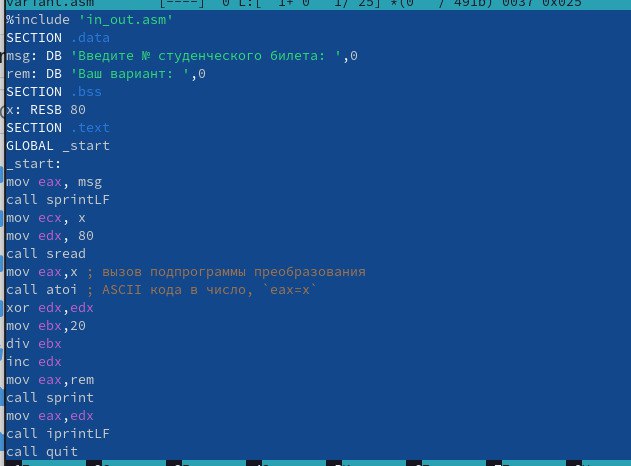 variant.asm [----] 0 L:[ 1+ 0 1/ 25] *(0 / 491b) 0037 0x025
%include 'in_out.asm'
SECTION .data
msg: DB 'Введите № студенческого билета: ',0
rem: DB 'Ваш вариант: ',0
SECTION .bss
x: RESB 80
SECTION .text
GLOBAL _start
_start:
mov eax, msg
call sprintLF
mov ecx, x
mov edx, 80
call sread
mov eax,x ; вызов подпрограммы преобразования
call atoi ; ASCII кода в число, `eax=x`
xor edx,edx
mov ebx,20
div ebx
inc edx
mov eax,rem
call sprint
mov eax,edx
call iprintLF
call quit